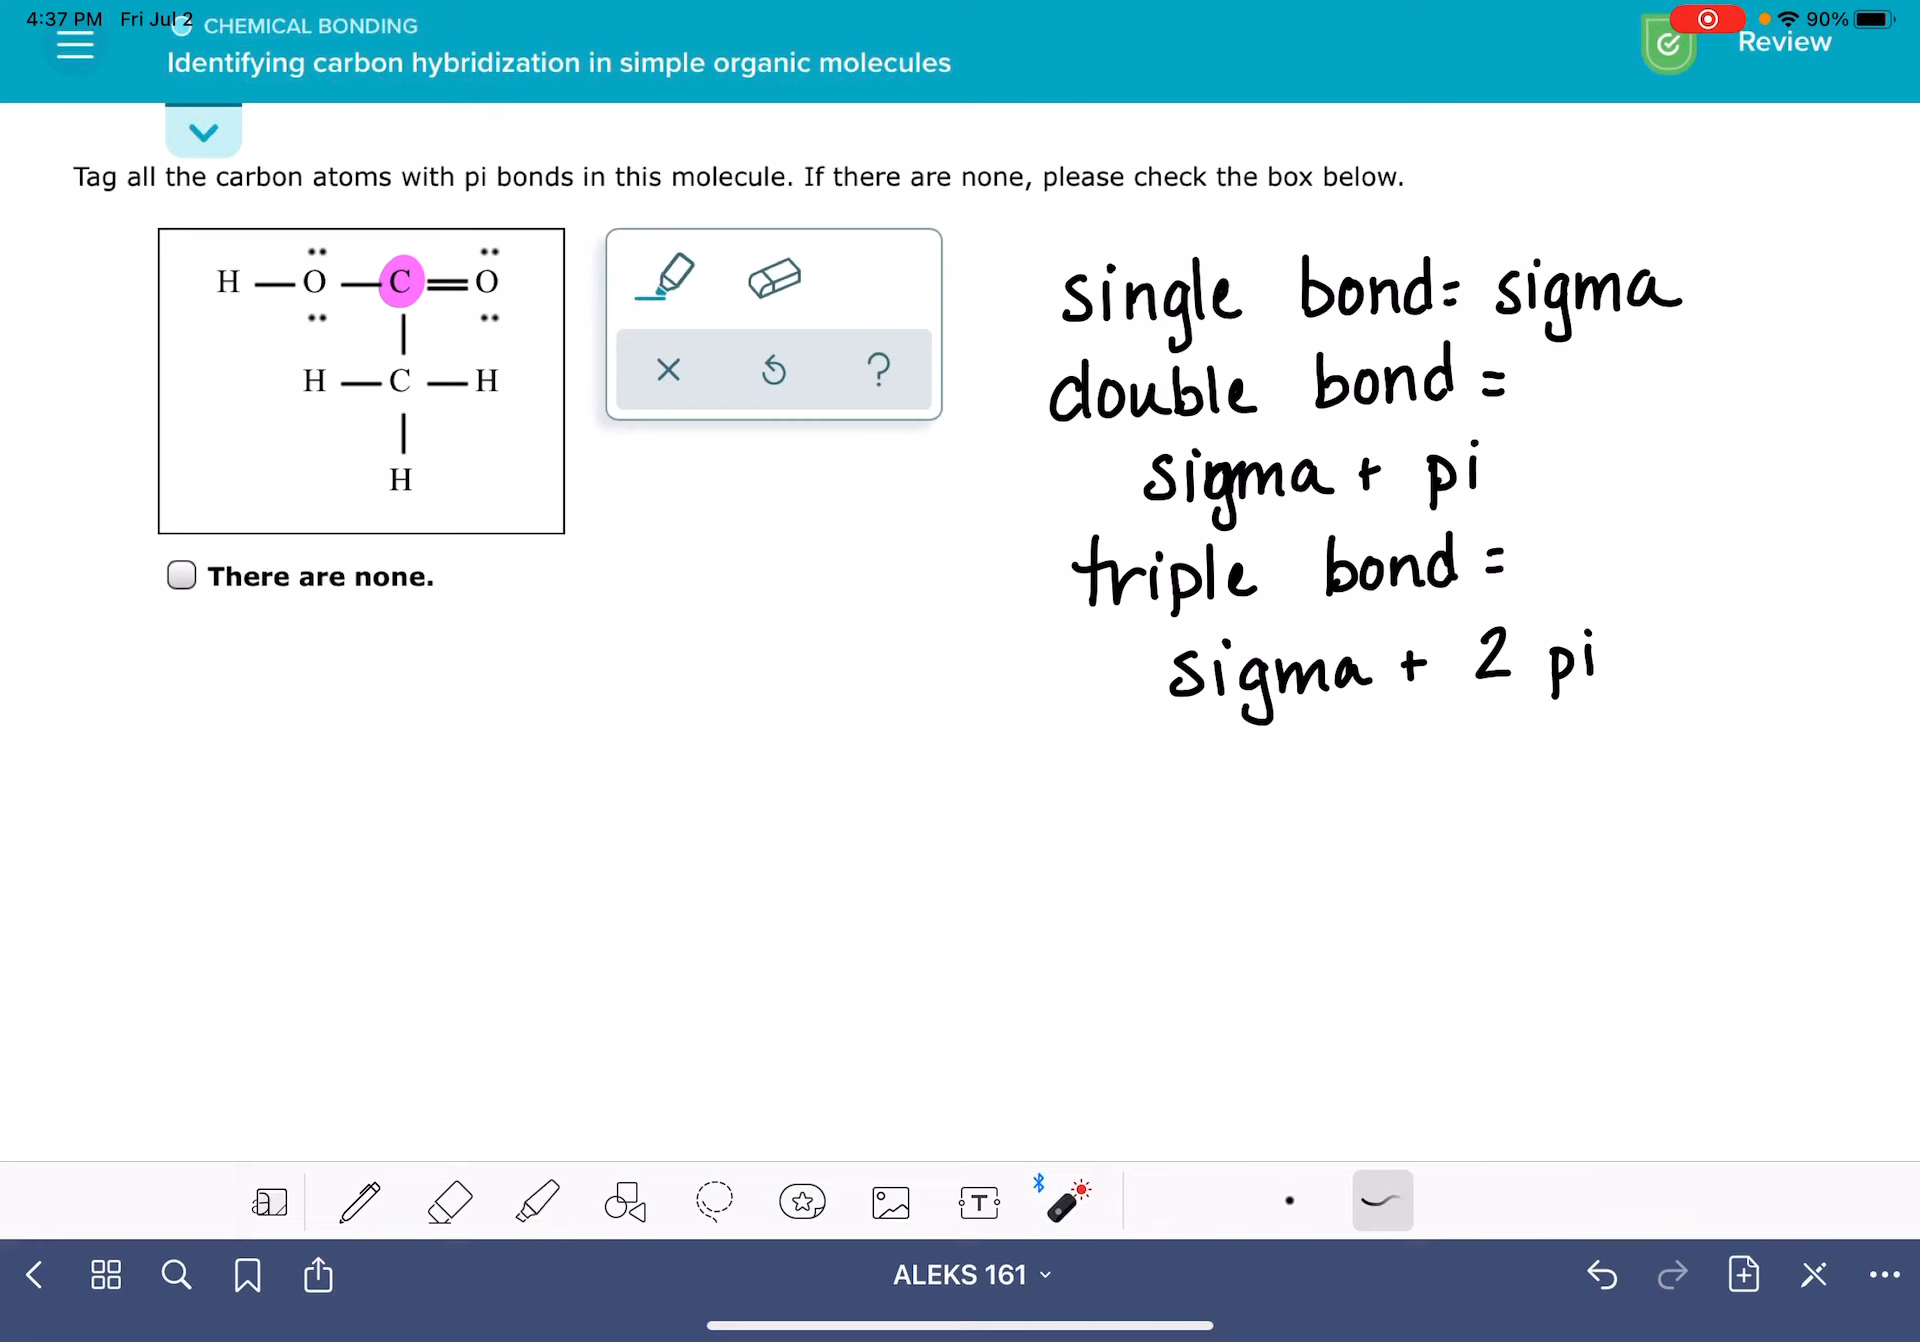 4:37 PM Fri Jul 2
90%
CHEMICAL BONDING
Identifying carbon hybridization in simple organic molecules
Review
Tag all the carbon atoms with pi bonds in this molecule. If there are none, please check the box below.
H — O — C = O
H — C — H
H
?
There are none.
single bond= sigma
double bond =
sigma + pi
triple bond =
sigma + 2 pi
a
T
ALEKS 161